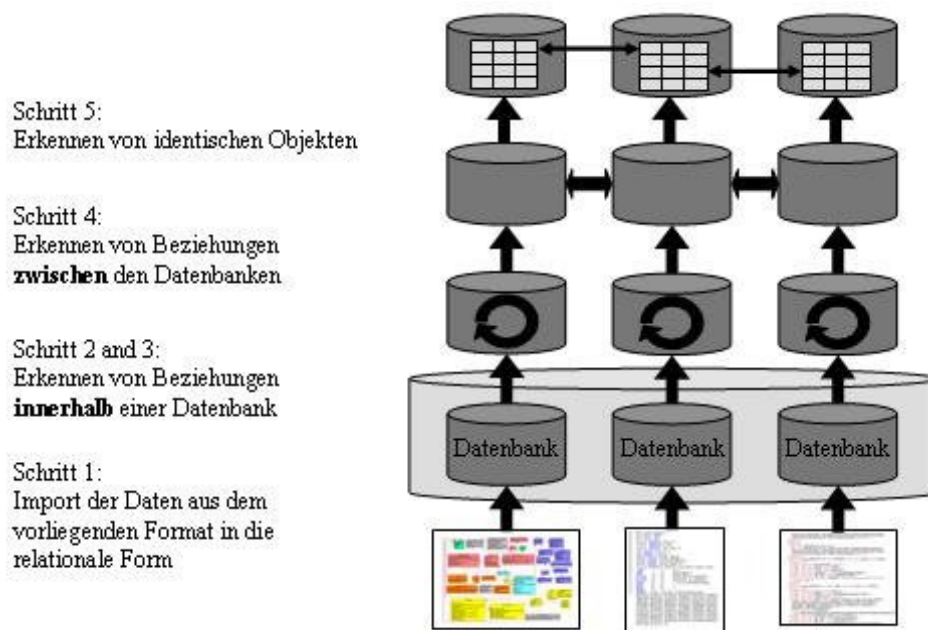 Schritt 5:
Erkennen von identischen Objekten
Schritt 4:
Erkennen von Beziehungen
zwischen den Datenbanken
Schritt 2 and 3:
Erkennen von Beziehungen
innerhalb einer Datenbank
Datenbank Datenbank Datenbank
Schritt 1:
Import der Daten aus dem
vorliegenden Format in die
relationale Form